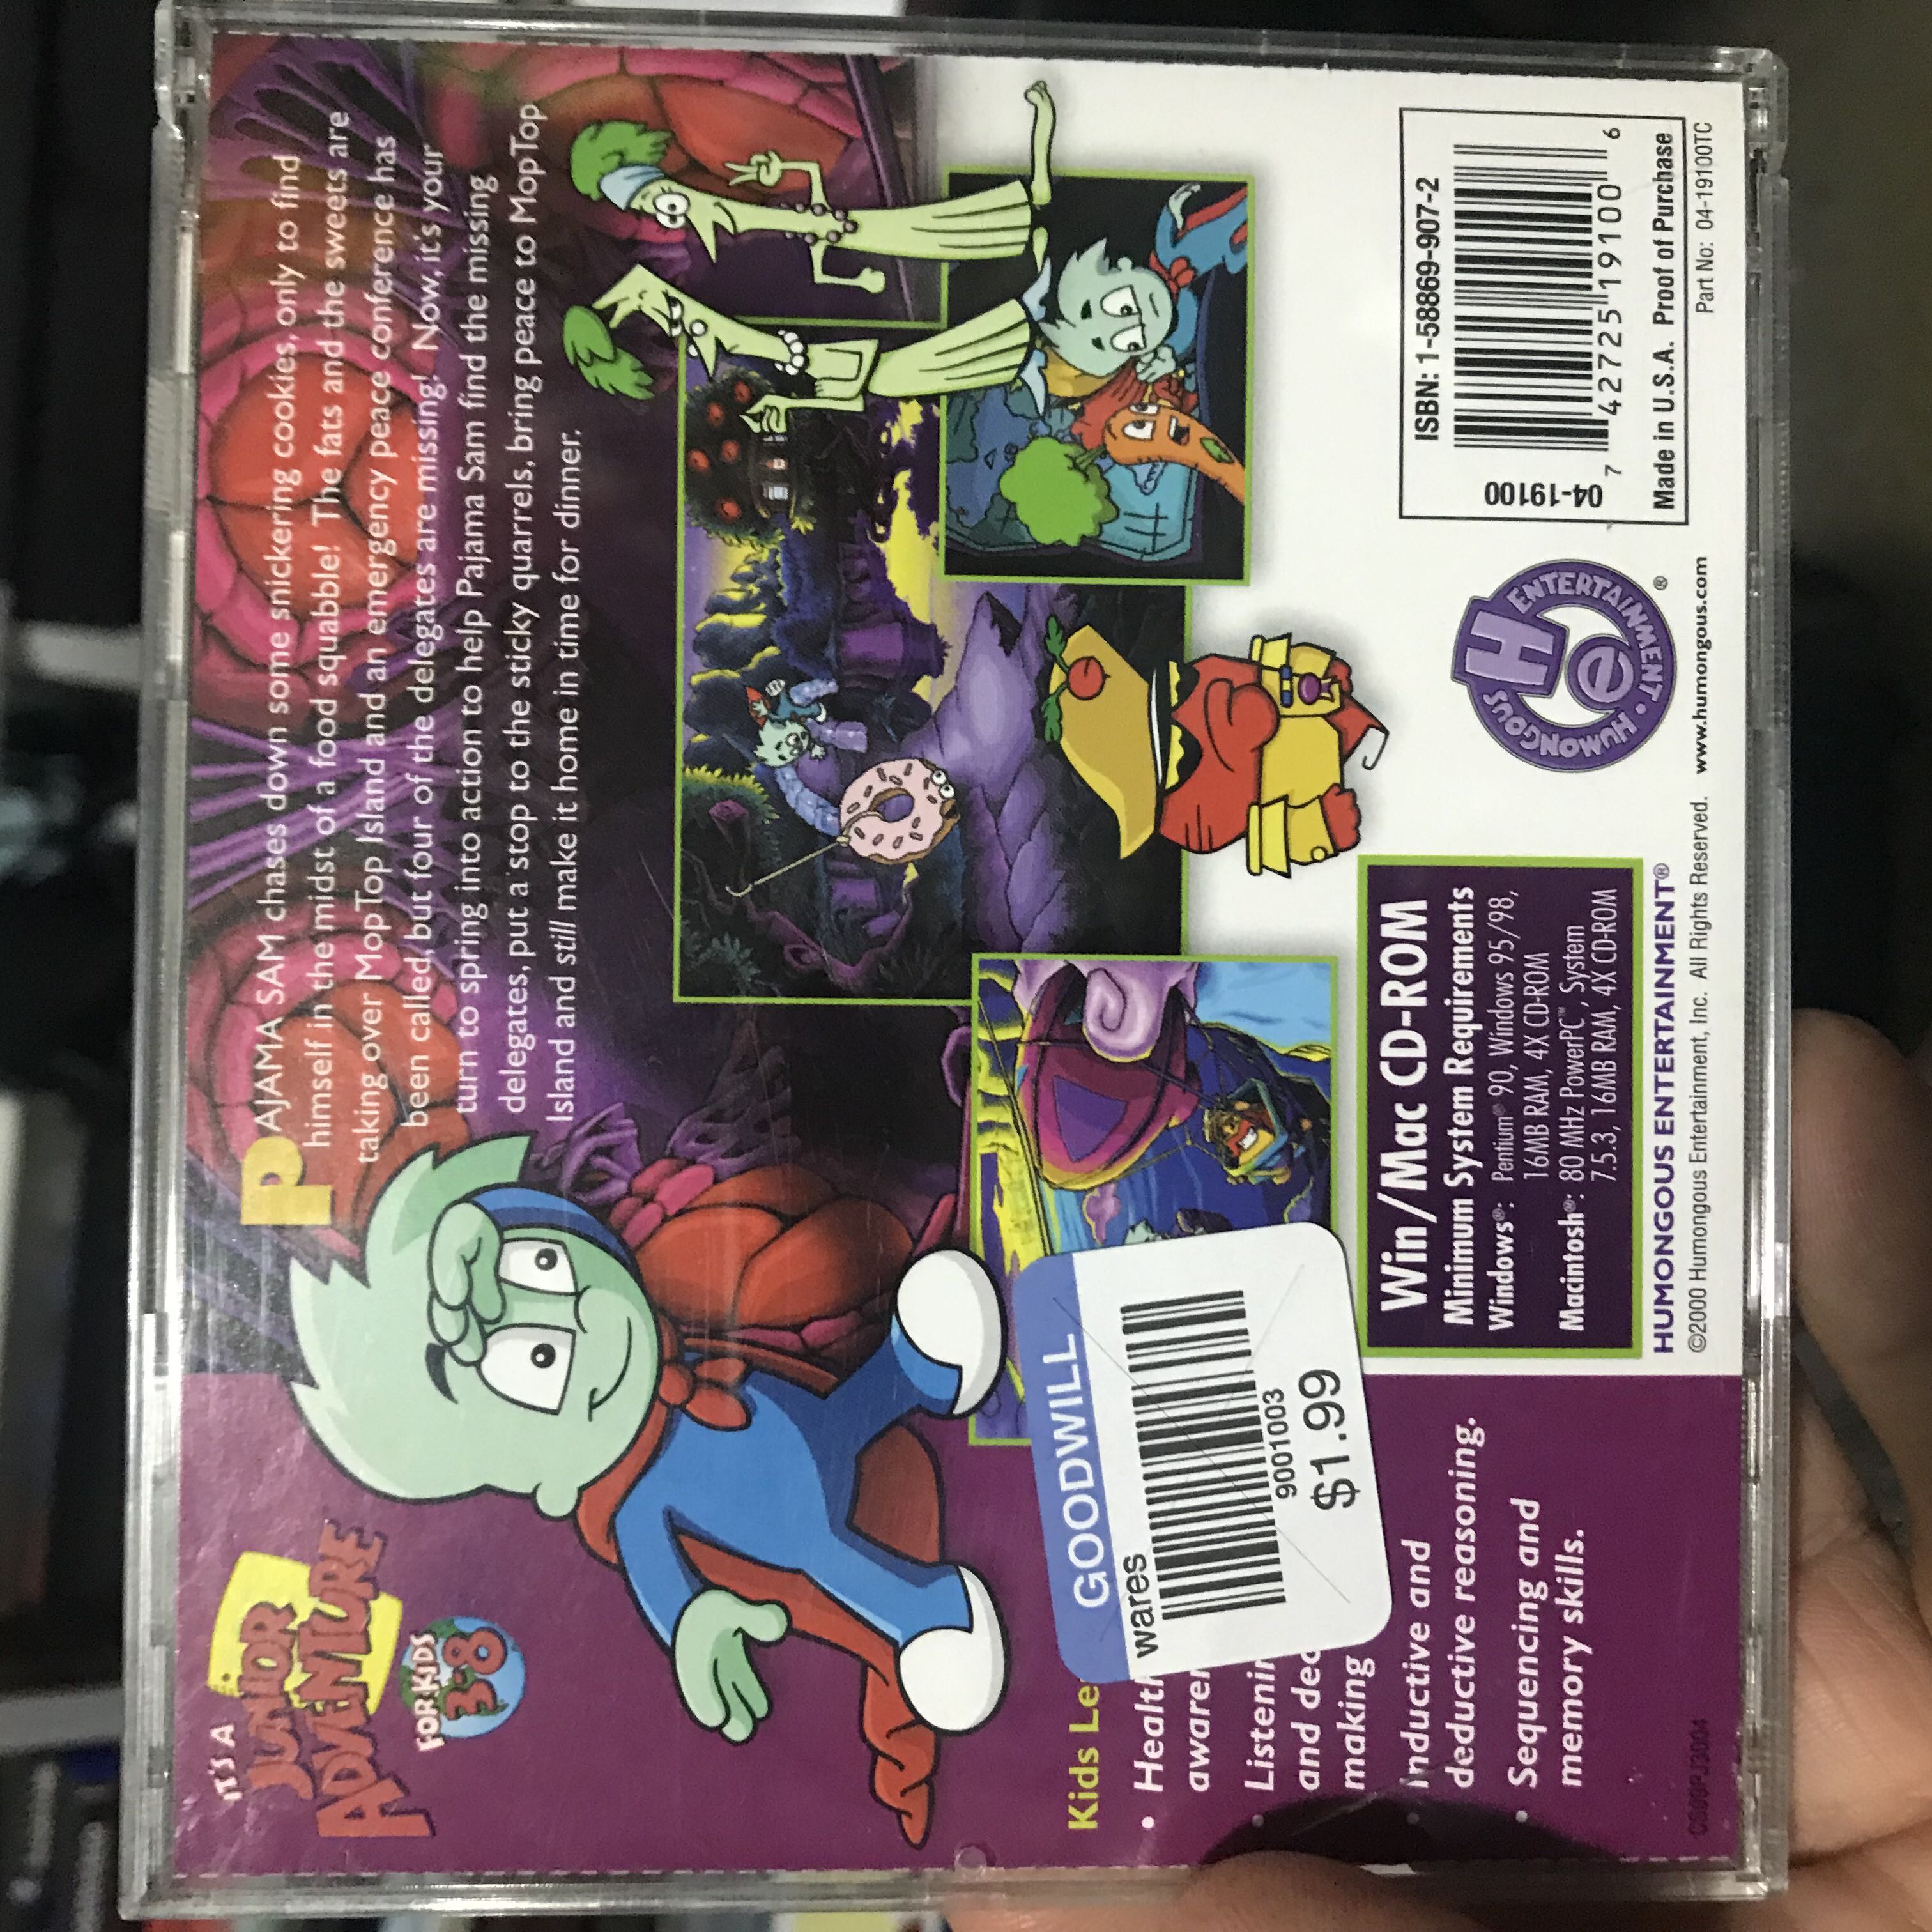 PAJAMA SAM chases down some snickering cookies, only to find
himself in the midst of a food squabble! The fats and the sweets are
taking over MopTop Island and an emergency peace conference has
been called, but four of the delegates are missing! Now, it's your
turn to spring into action to help Pajama Sam find the missing
delegates, put a stop to the sticky quarrels, bring peace to MopTop
Island and still make it home in time for dinner.
IT'S A
JUNIOR
ADVENTURE
FOR KIDS
3-8
Kids Le
• Healt
awaren
• Listenin
and dec
making
• Inductive and
deductive reasoning.
• Sequencing and
memory skills.
GOODWILL
wares
9001003
$1.99
Win/Mac CD-ROM
Minimum System Requirements
Windows®: Pentium® 90, Windows 95/98,
16MB RAM, 4X CD-ROM
Macintosh®: 80 MHz PowerPC™, System
7.5.3, 16MB RAM, 4X CD-ROM
HUMONGOUS ENTERTAINMENT®
©2000 Humongous Entertainment, Inc. All Rights Reserved. www.humongous.com
HUMONGOUS • ENTERTAINMENT •
He
®
ISBN: 1-58869-907-2
04-19100
7 42725 19100 6
Made in U.S.A. Proof of Purchase
Part No: 04-19100TC